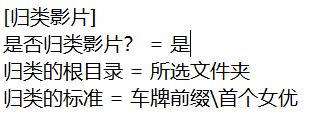 [归类影片]
是否归类影片？ = 是
归类的根目录 = 所选文件夹
归类的标准 = 车牌前缀\首个女优